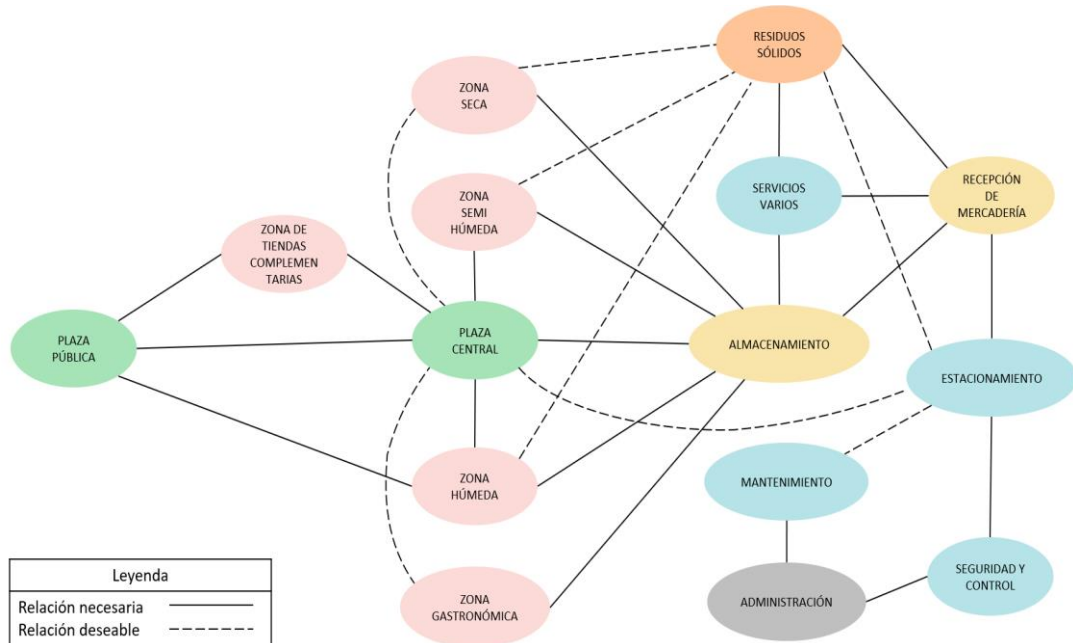 RESIDUOS
SÓLIDOS
ZONA
SECA
SERVICIOS
VARIOS
RECEPCIÓN
DE
MERCADERÍA
ZONA
SEMI
HÚMEDA
ZONA DE
TIENDAS
COMPLEMEN
TARIAS
PLAZA
PÚBLICA
PLAZA
CENTRAL
ALMACENAMIENTO
ESTACIONAMIENTO
ZONA
HÚMEDA
MANTENIMIENTO
ZONA
GASTRONÓMICA
ADMINISTRACIÓN
SEGURIDAD Y
CONTROL
Leyenda
Relación necesaria
Relación deseable